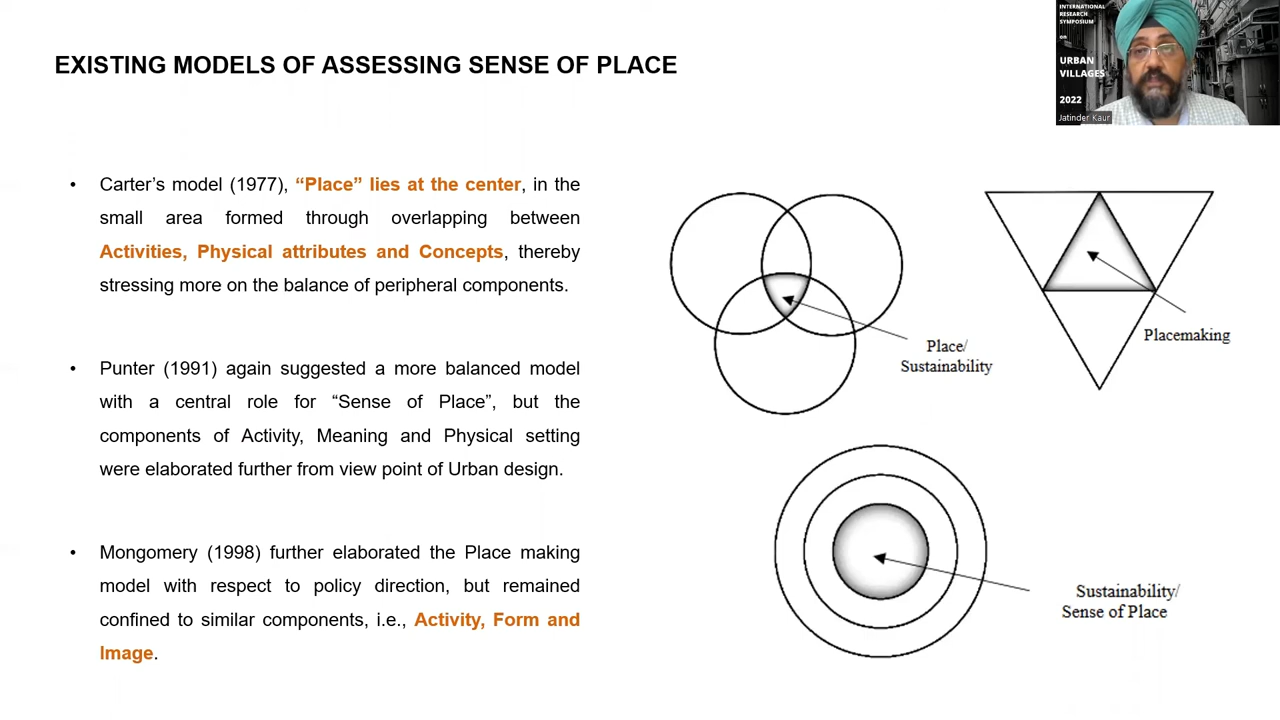 EXISTING MODELS OF ASSESSING SENSE OF PLACE
INTERNATIONAL
RESEARCH
SYMPOSIUM
on
URBAN
VILLAGES
2022
Jatinder Kaur
• Carter’s model (1977), “Place” lies at the center, in the
small area formed through overlapping between
Activities, Physical attributes and Concepts, thereby
stressing more on the balance of peripheral components.
• Punter (1991) again suggested a more balanced model
with a central role for “Sense of Place”, but the
components of Activity, Meaning and Physical setting
were elaborated further from view point of Urban design.
• Mongomery (1998) further elaborated the Place making
model with respect to policy direction, but remained
confined to similar components, i.e., Activity, Form and
Image.
Place/
Sustainability
Placemaking
Sustainability/
Sense of Place